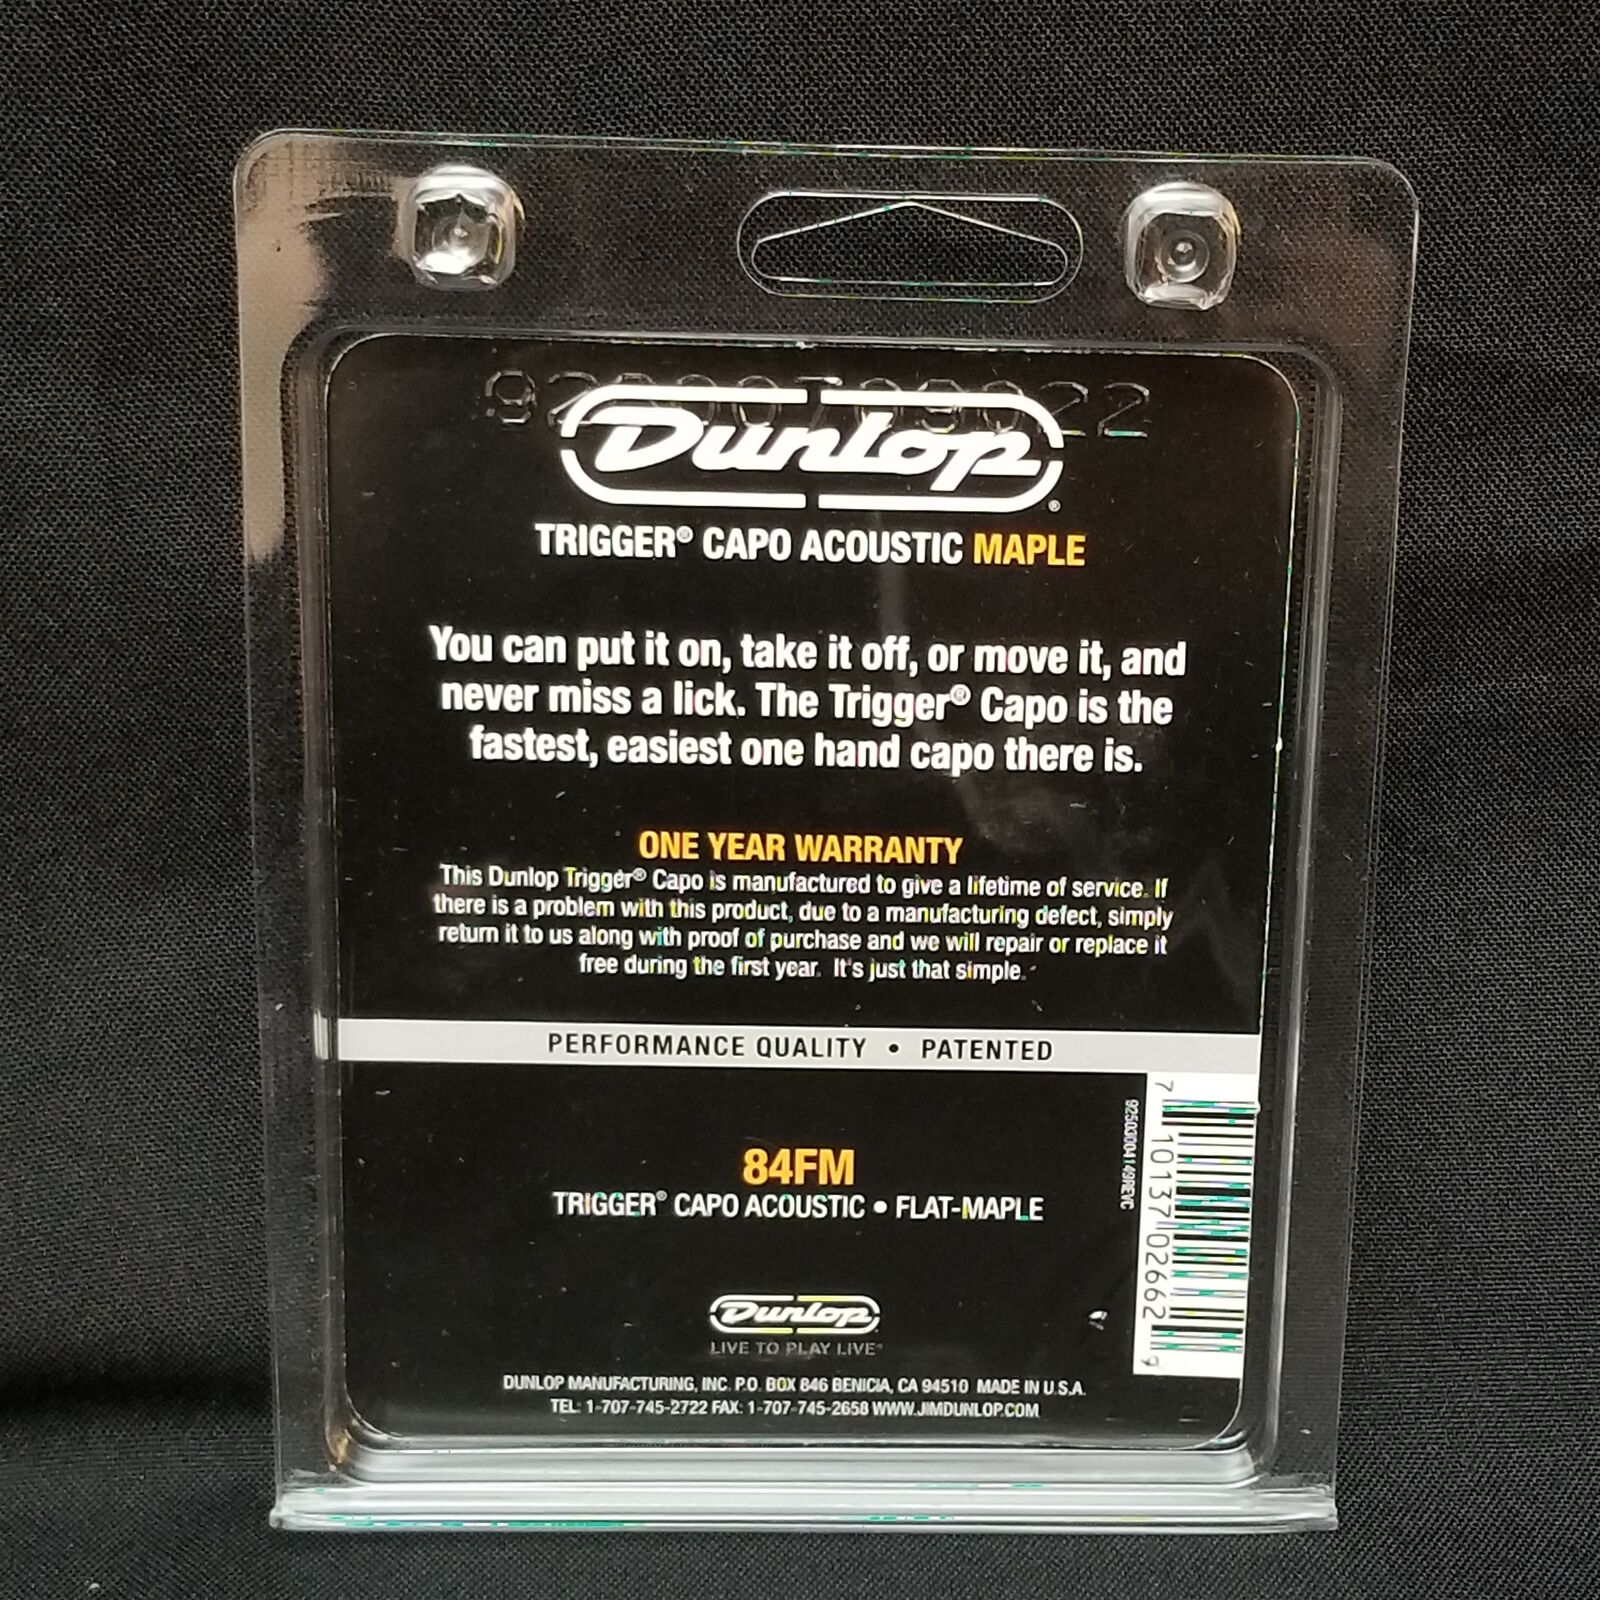 Dunlop®
TRIGGER® CAPO ACOUSTIC MAPLE
You can put it on, take it off, or move it, and
never miss a lick. The Trigger® Capo is the
fastest, easiest one hand capo there is.
ONE YEAR WARRANTY
This Dunlop Trigger® Capo is manufactured to give a lifetime of service. If
there is a problem with this product, due to a manufacturing defect, simply
return it to us along with proof of purchase and we will repair or replace it
free during the first year. It's just that simple.
PERFORMANCE QUALITY • PATENTED
84FM
TRIGGER® CAPO ACOUSTIC • FLAT-MAPLE
92503004149REVC
7 10137 02662 9
Dunlop
LIVE TO PLAY LIVE®
DUNLOP MANUFACTURING, INC. P.O. BOX 846 BENICIA, CA 94510 MADE IN U.S.A.
TEL: 1-707-745-2722 FAX: 1-707-745-2658 WWW.JIMDUNLOP.COM